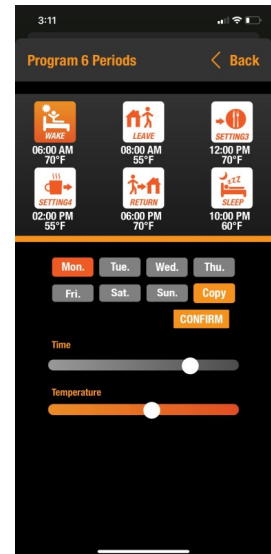 3:11
Program 6 Periods
Back
WAKE
LEAVE
SETTING3
06:00 AM
08:00 AM
12:00 PM
70°F
55°F
70°F
zzz
SETTING4
RETURN
SLEEP
02:00 PM
06:00 PM
10:00 PM
55°F
70°F
60°F
Mon.
Tue.
Wed.
Thu.
Fri.
Sat.
Sun.
Copy
CONFIRM
Time
Temperature